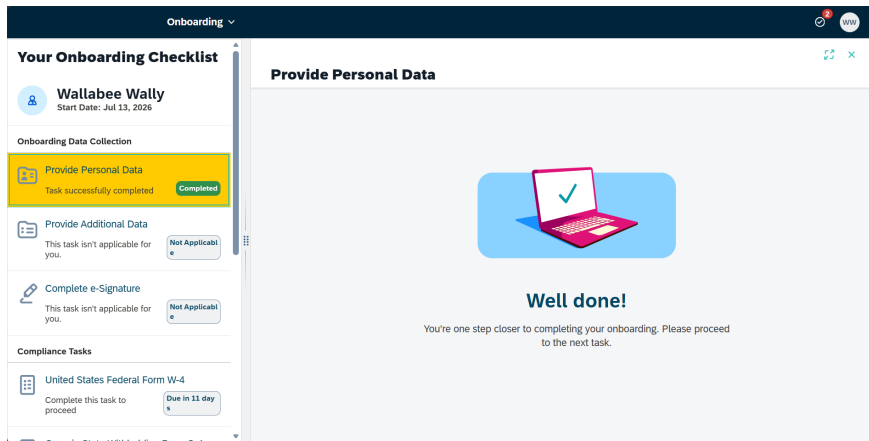 Onboarding
2
WW
Your Onboarding Checklist
Wallabee Wally
Start Date: Jul 13, 2026
Onboarding Data Collection
Provide Personal Data
Task successfully completed
Completed
Provide Additional Data
This task isn't applicable for
you.
Not Applicabl
e
Complete e-Signature
This task isn't applicable for
you.
Not Applicabl
e
Compliance Tasks
United States Federal Form W-4
Complete this task to
proceed
Due in 11 day
s
Provide Personal Data
Well done!
You're one step closer to completing your onboarding. Please proceed
to the next task.